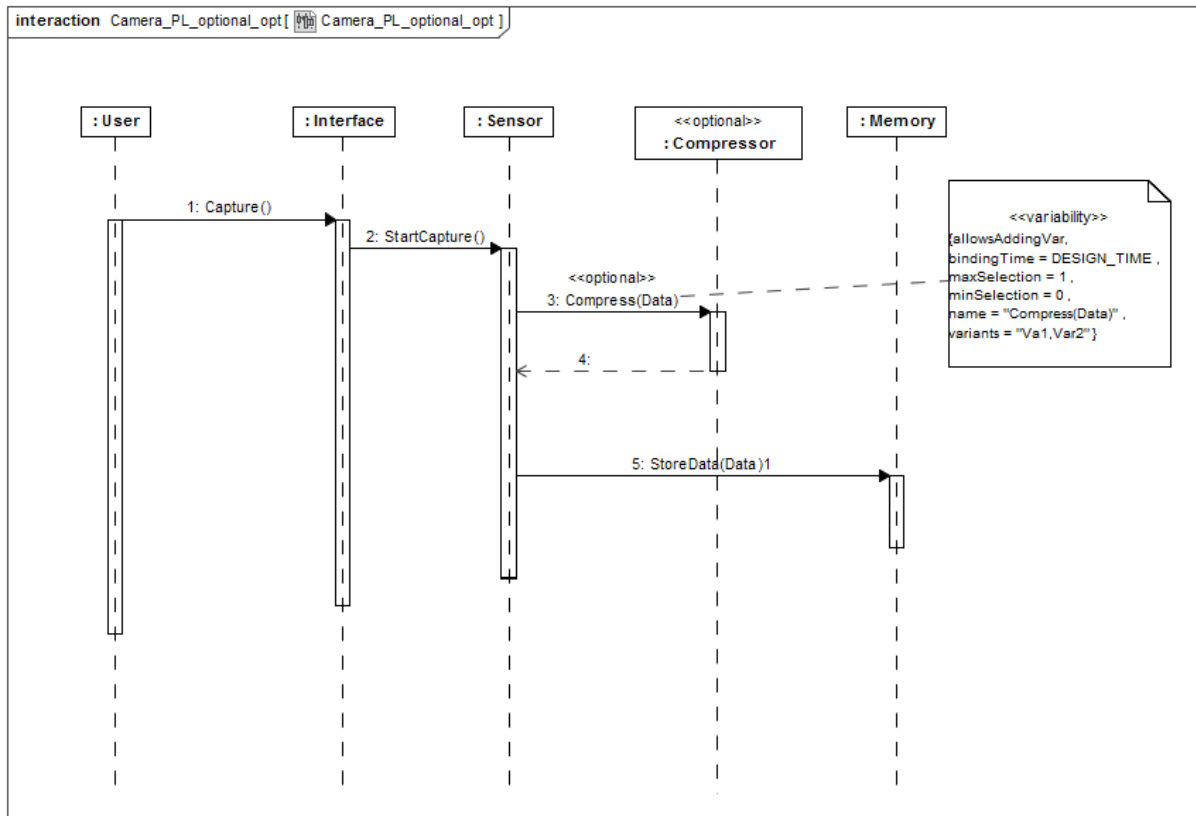 interaction Camera_PL_optional_opt [ Camera_PL_optional_opt ]
: User
: Interface
: Sensor
<<optional>>
: Compressor
: Memory
1: Capture()
2: StartCapture()
<<optional>>
3: Compress(Data)
4:
5: StoreData(Data)1
<<variability>>
{allowsAddingVar,
bindingTime = DESIGN_TIME ,
maxSelection = 1 ,
minSelection = 0 ,
name = "Compress(Data)" ,
variants = "Va1,Var2" }